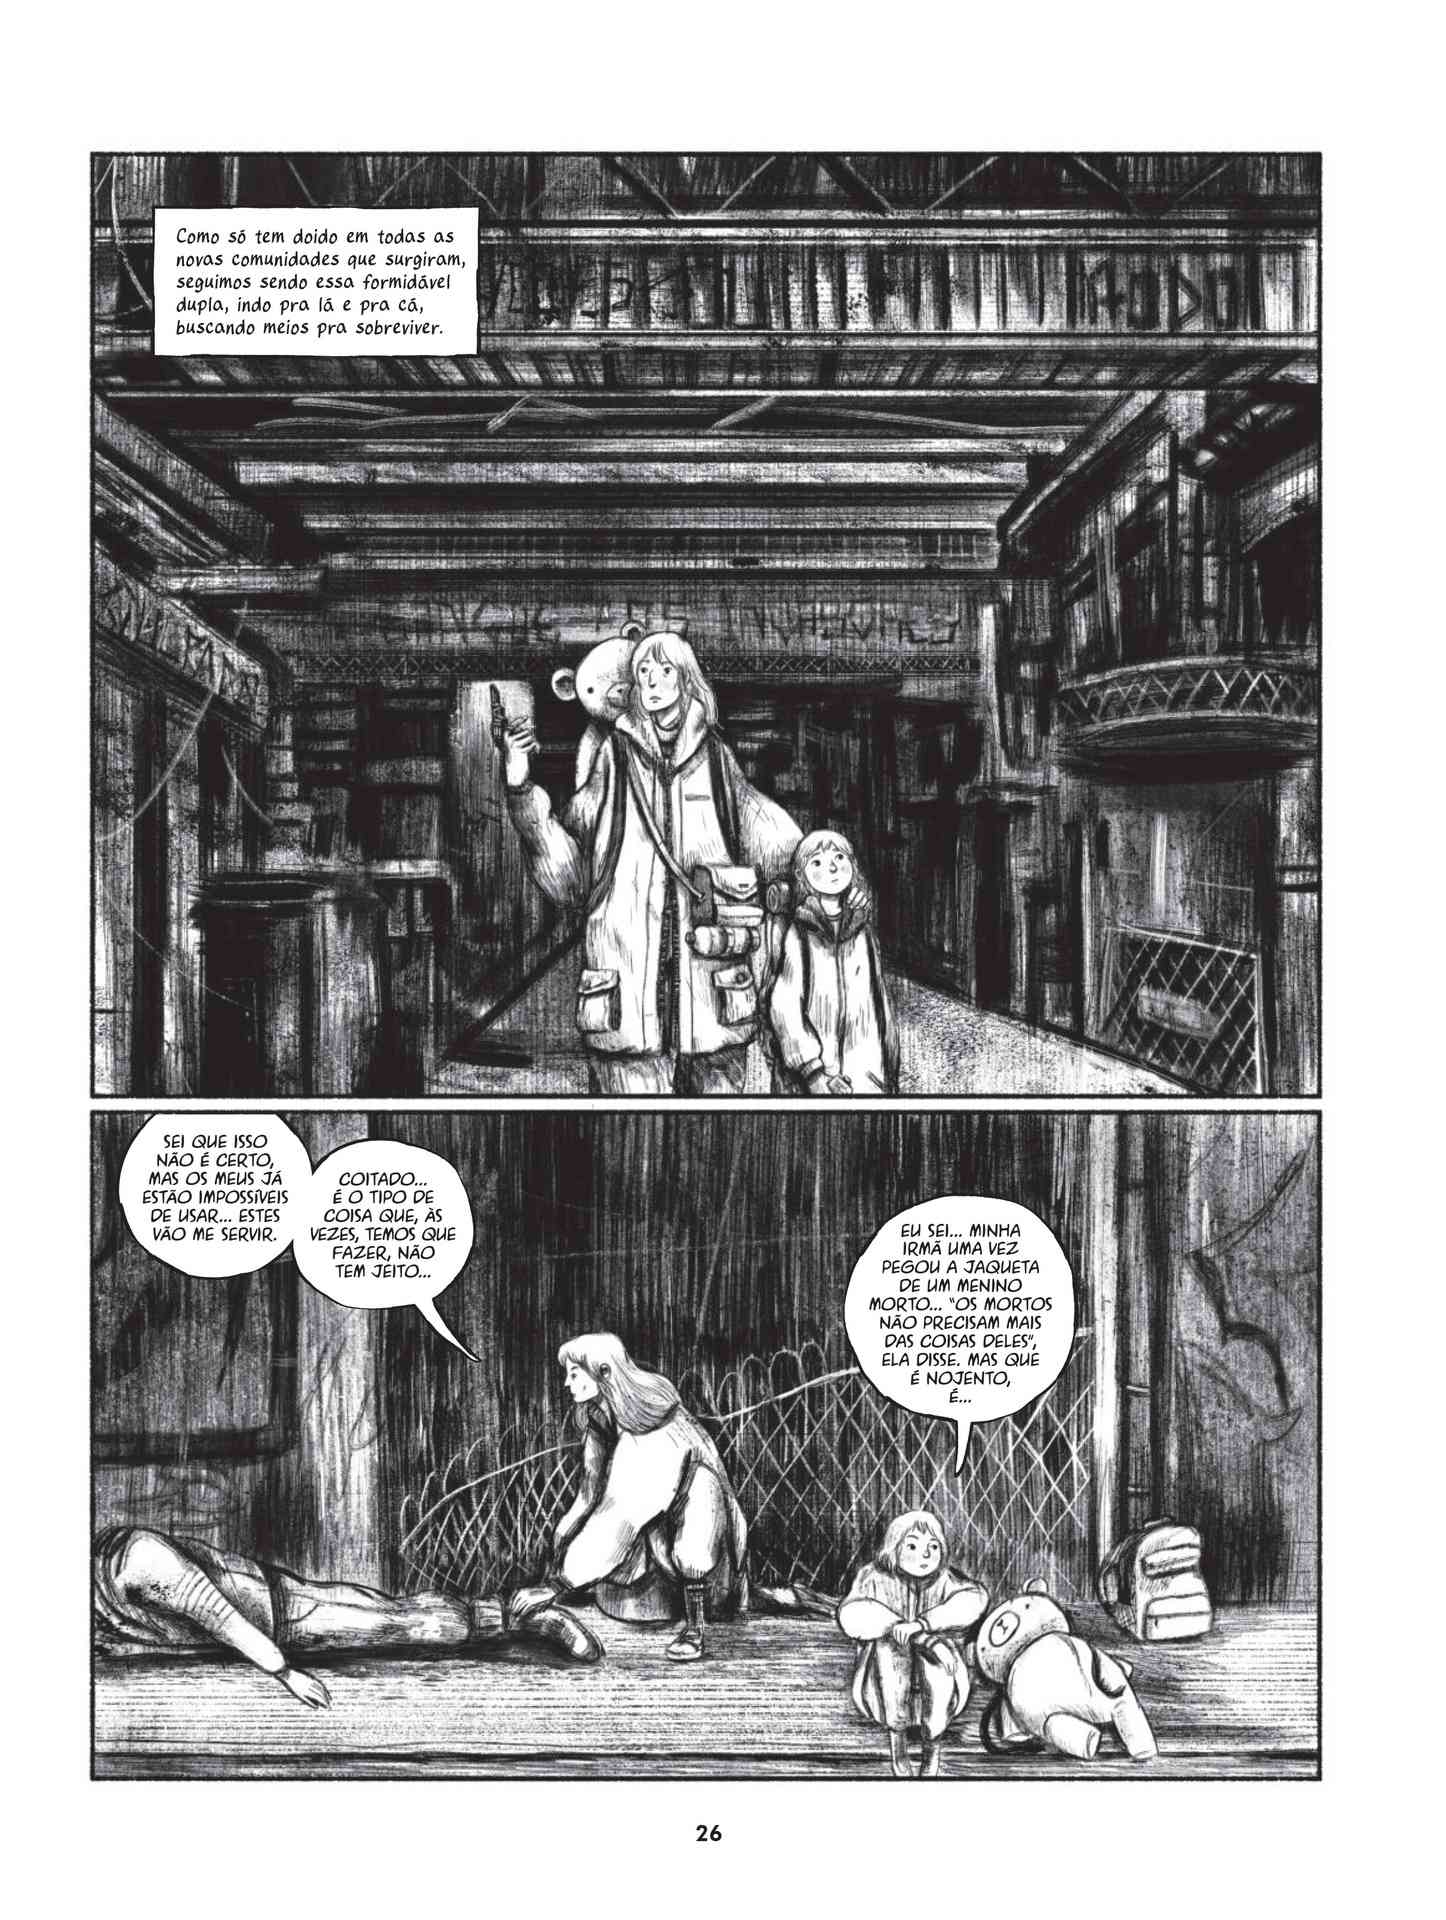 Como só tem doido em todas as
novas comunidades que surgiram,
seguimos sendo essa formidável
dupla, indo pra lá e pra cá,
buscando meios pra sobreviver.
SEI QUE ISSO
NÃO É CERTO,
MAS OS MEUS JÁ
ESTÃO IMPOSSÍVEIS
DE USAR... ESTES
VÃO ME SERVIR.
COITADO...
É O TIPO DE
COISA QUE, ÀS
VEZES, TEMOS QUE
FAZER, NÃO
TEM JEITO...
EU SEI... MINHA
IRMÃ UMA VEZ
PEGOU A JAQUETA
DE UM MENINO
MORTO... “OS MORTOS
NÃO PRECISAM MAIS
DAS COISAS DELES”,
ELA DISSE. MAS QUE
É NOJENTO,
É...
26